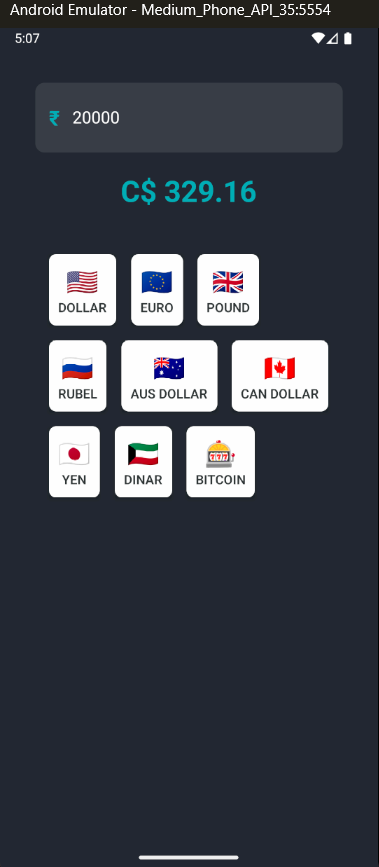 Android Emulator - Medium_Phone_API_35:5554
5:07
₹ 20000
C$ 329.16
DOLLAR EURO POUND
RUBEL AUS DOLLAR CAN DOLLAR
YEN DINAR BITCOIN